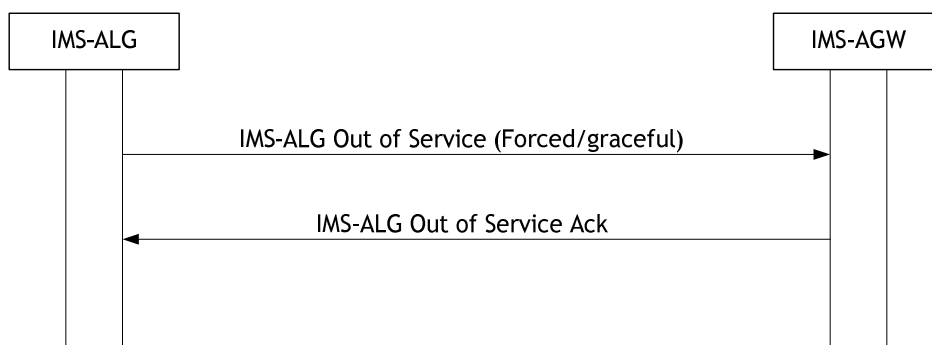 IMS-ALG
IMS-AGW
IMS-ALG Out of Service (Forced/graceful)
IMS-ALG Out of Service Ack